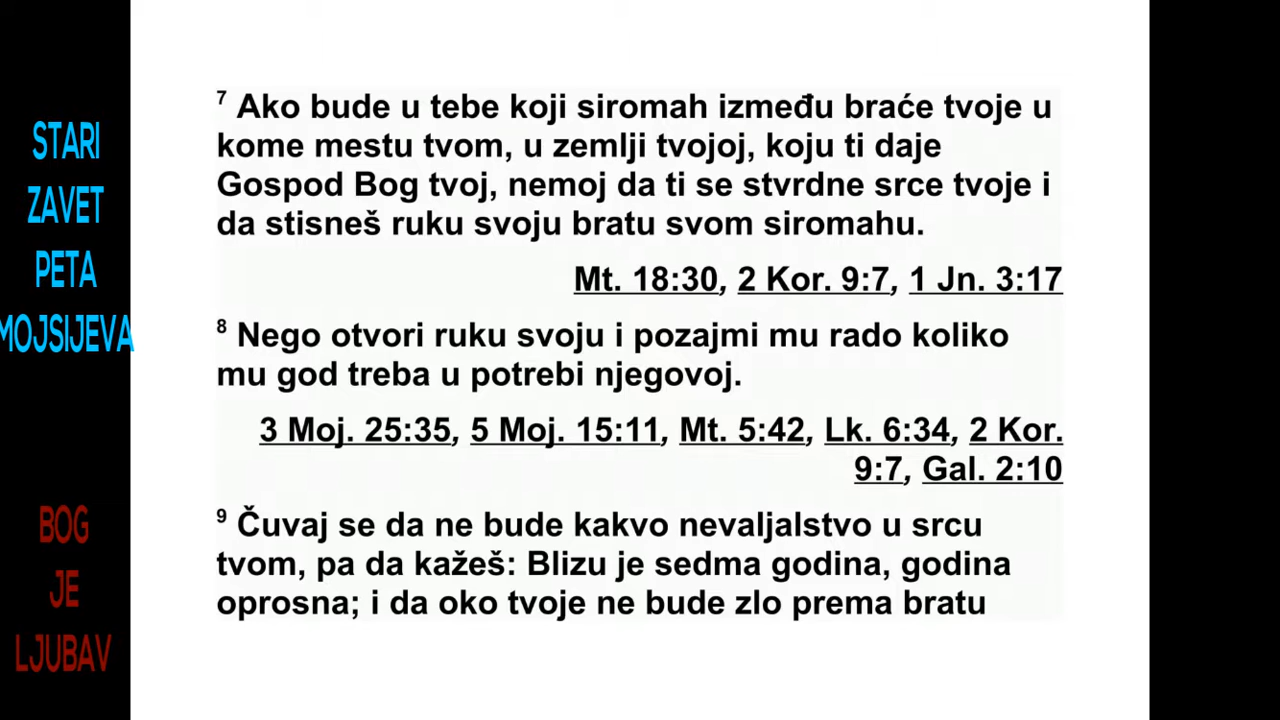 STARI
ZAVET
PETA
MOJSIJEVA
BOG
JE
LJUBAV
7 Ako bude u tebe koji siromah između braće tvoje u
kome mestu tvom, u zemlji tvojoj, koju ti daje
Gospod Bog tvoj, nemoj da ti se stvrdne srce tvoje i
da stisneš ruku svoju bratu svom siromahu.
Mt. 18:30, 2 Kor. 9:7, 1 Jn. 3:17
8 Nego otvori ruku svoju i pozajmi mu rado koliko
mu god treba u potrebi njegovoj.
3 Moj. 25:35, 5 Moj. 15:11, Mt. 5:42, Lk. 6:34, 2 Kor.
9:7, Gal. 2:10
9 Čuvaj se da ne bude kakvo nevaljalstvo u srcu
tvom, pa da kažeš: Blizu je sedma godina, godina
oprosna; i da oko tvoje ne bude zlo prema bratu